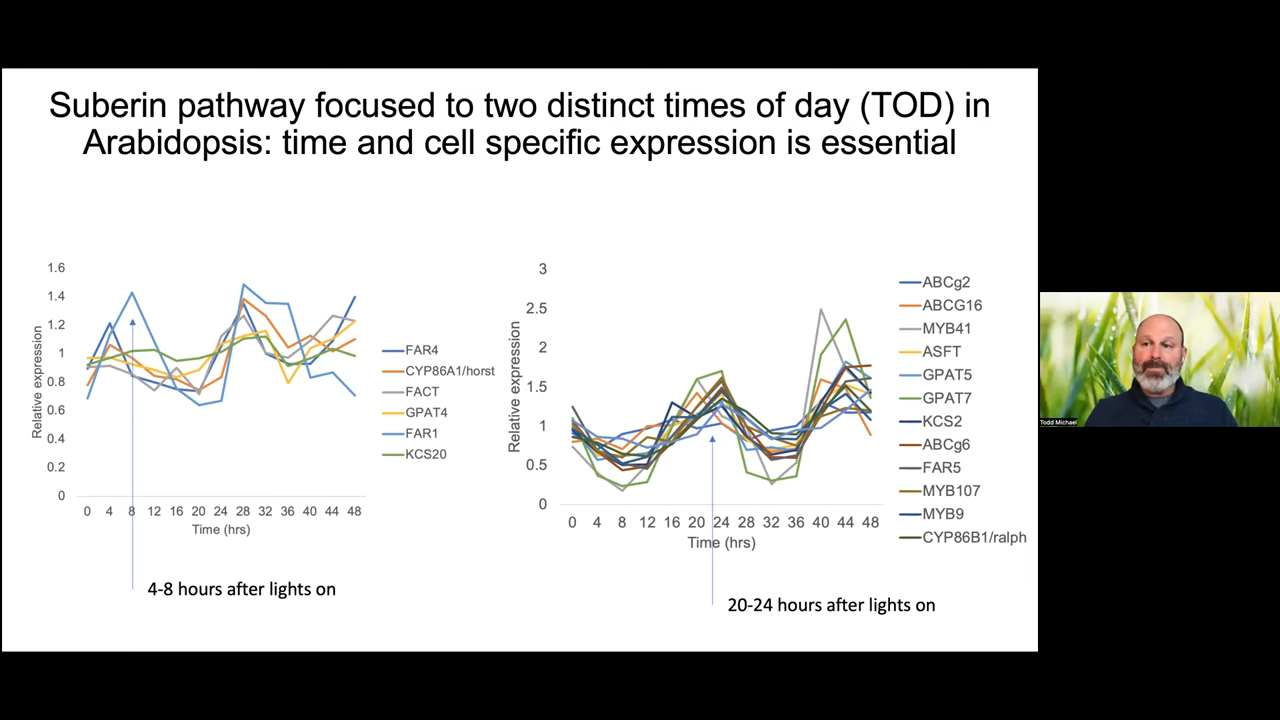 Suberin pathway focused to two distinct times of day (TOD) in
Arabidopsis: time and cell specific expression is essential
1.6
1.4
1.2
1
0.8
0.6
0.4
0.2
0
Relative expression
0 4 8 12 16 20 24 28 32 36 40 44 48
Time (hrs)
FAR4
CYP86A1/horst
FACT
GPAT4
FAR1
KCS20
4-8 hours after lights on
3
2.5
2
1.5
1
0.5
0
Relative expression
0 4 8 12 16 20 24 28 32 36 40 44 48
Time (hrs)
ABCg2
ABCG16
MYB41
ASFT
GPAT5
GPAT7
KCS2
ABCg6
FAR5
MYB107
MYB9
CYP86B1/ralph
20-24 hours after lights on
Todd Michael